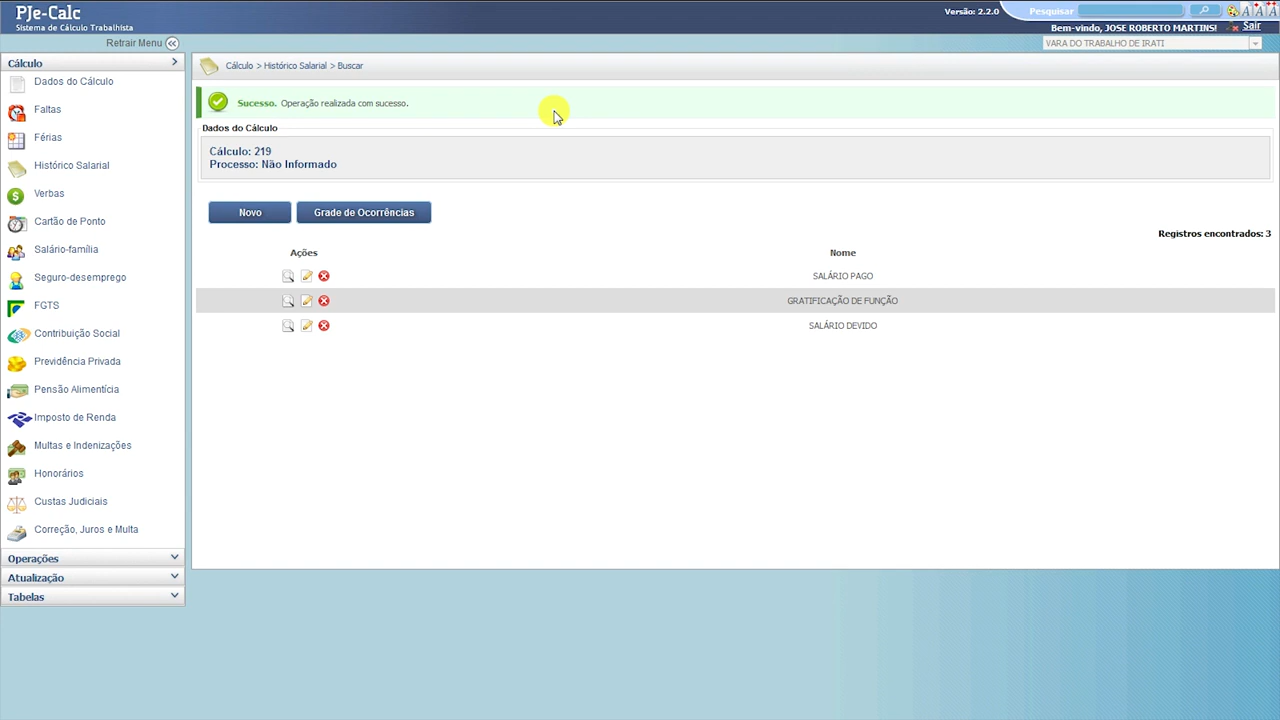 PJe-Calc
Sistema de Cálculo Trabalhista
Versão: 2.2.0
Pesquisar
A A A
Bem-vindo, JOSE ROBERTO MARTINS!
Sair
Retrair Menu
VARA DO TRABALHO DE IRATI
Cálculo
Dados do Cálculo
Faltas
Férias
Histórico Salarial
Verbas
Cartão de Ponto
Salário-família
Seguro-desemprego
FGTS
Contribuição Social
Previdência Privada
Pensão Alimentícia
Imposto de Renda
Multas e Indenizações
Honorários
Custas Judiciais
Correção, Juros e Multa
Operações
Atualização
Tabelas
Cálculo > Histórico Salarial > Buscar
Sucesso. Operação realizada com sucesso.
Dados do Cálculo
Cálculo: 219
Processo: Não Informado
Novo
Grade de Ocorrências
Registros encontrados: 3
Ações Nome
SALÁRIO PAGO
GRATIFICAÇÃO DE FUNÇÃO
SALÁRIO DEVIDO